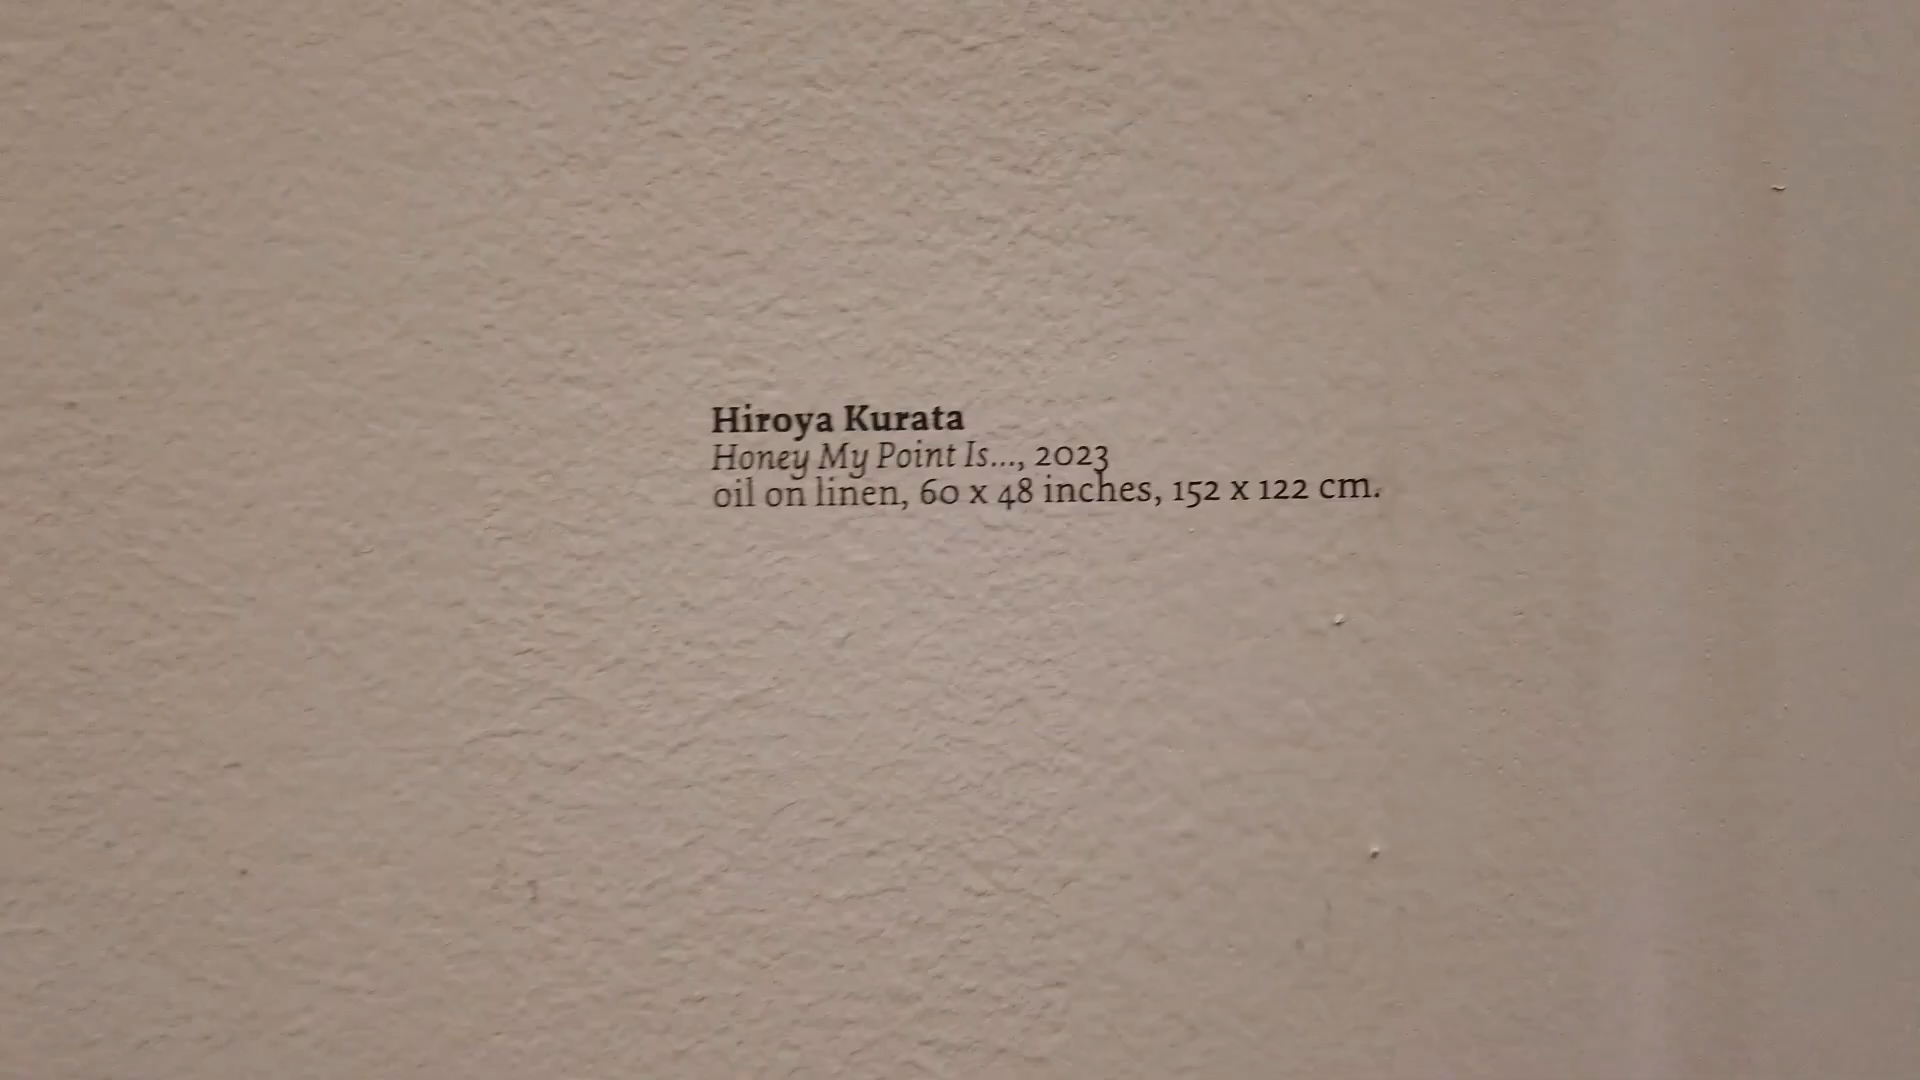 Hiroya Kurata
Honey My Point Is..., 2023
oil on linen, 60 x 48 inches, 152 x 122 cm.